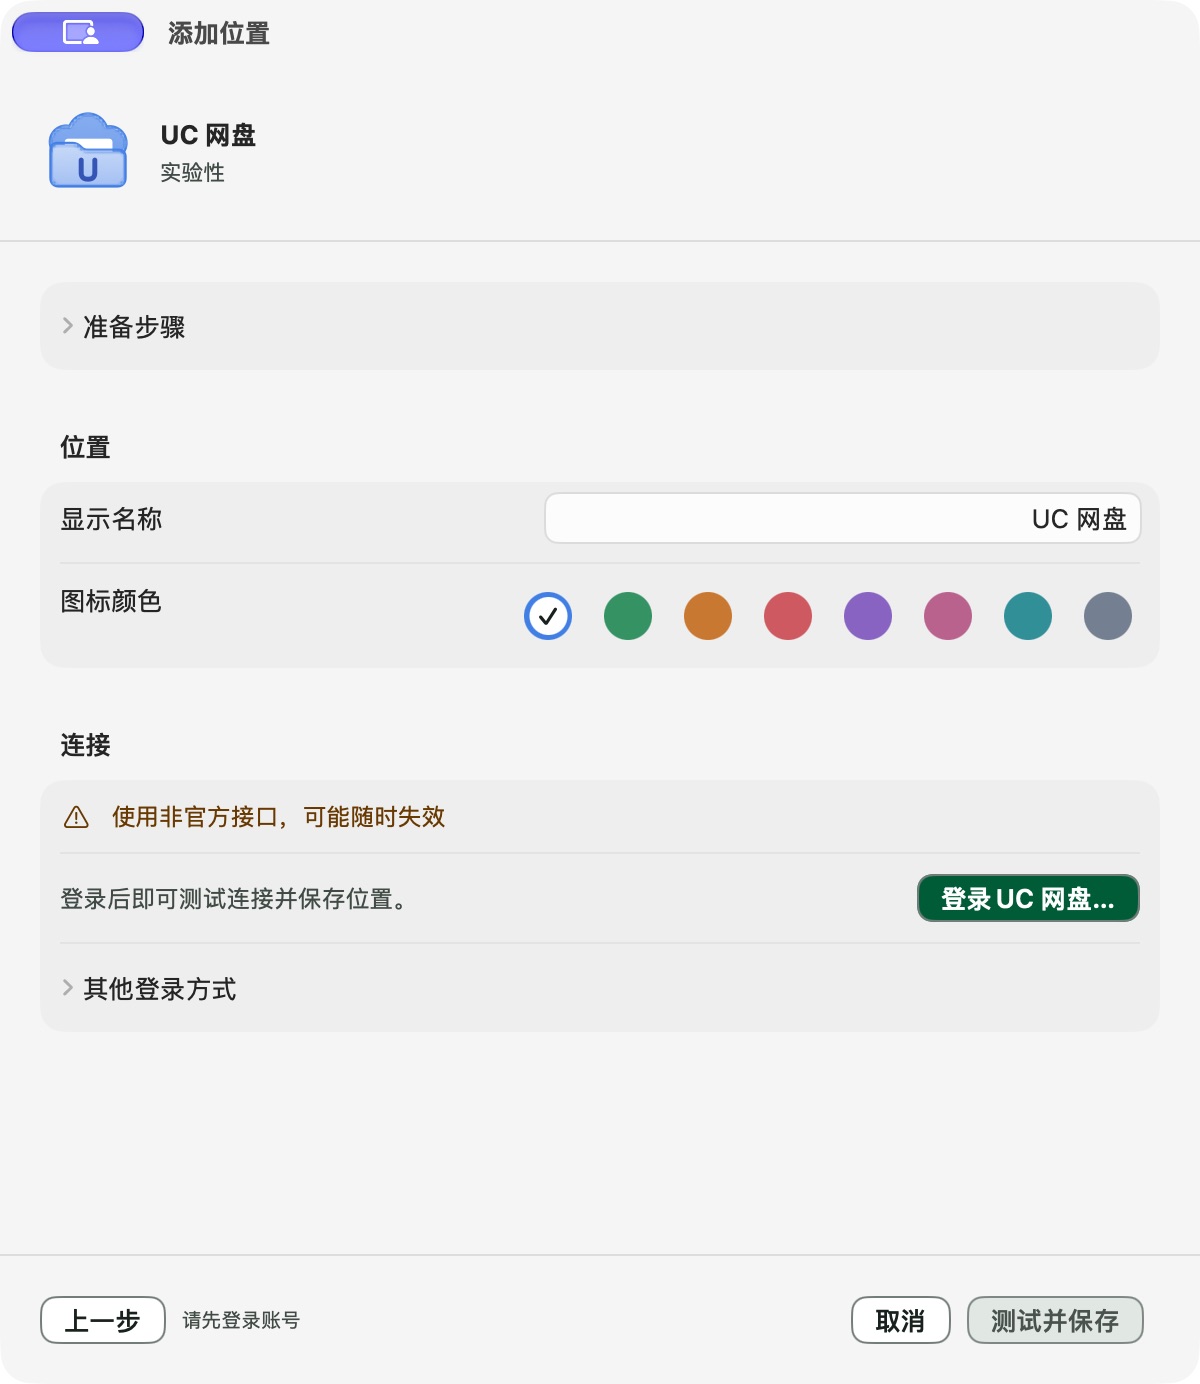 添加位置
UC 网盘
实验性
U
准备步骤
位置
显示名称
UC 网盘
图标颜色
连接
使用非官方接口，可能随时失效
登录后即可测试连接并保存位置。
登录 UC 网盘...
其他登录方式
上一步
请先登录账号
取消
测试并保存